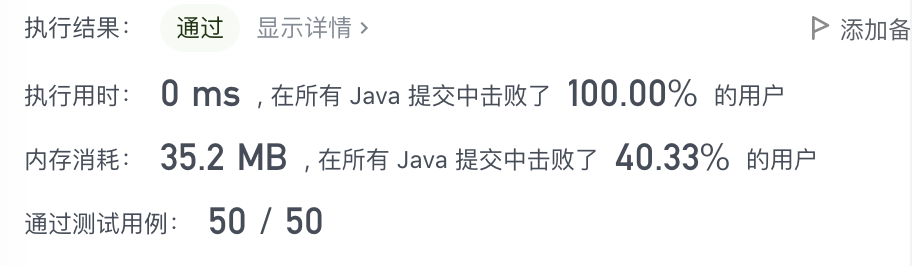 执行结果： 通过 显示详情 > 添加备
执行用时： 0 ms , 在所有 Java 提交中击败了 100.00% 的用户
内存消耗： 35.2 MB , 在所有 Java 提交中击败了 40.33% 的用户
通过测试用例： 50 / 50